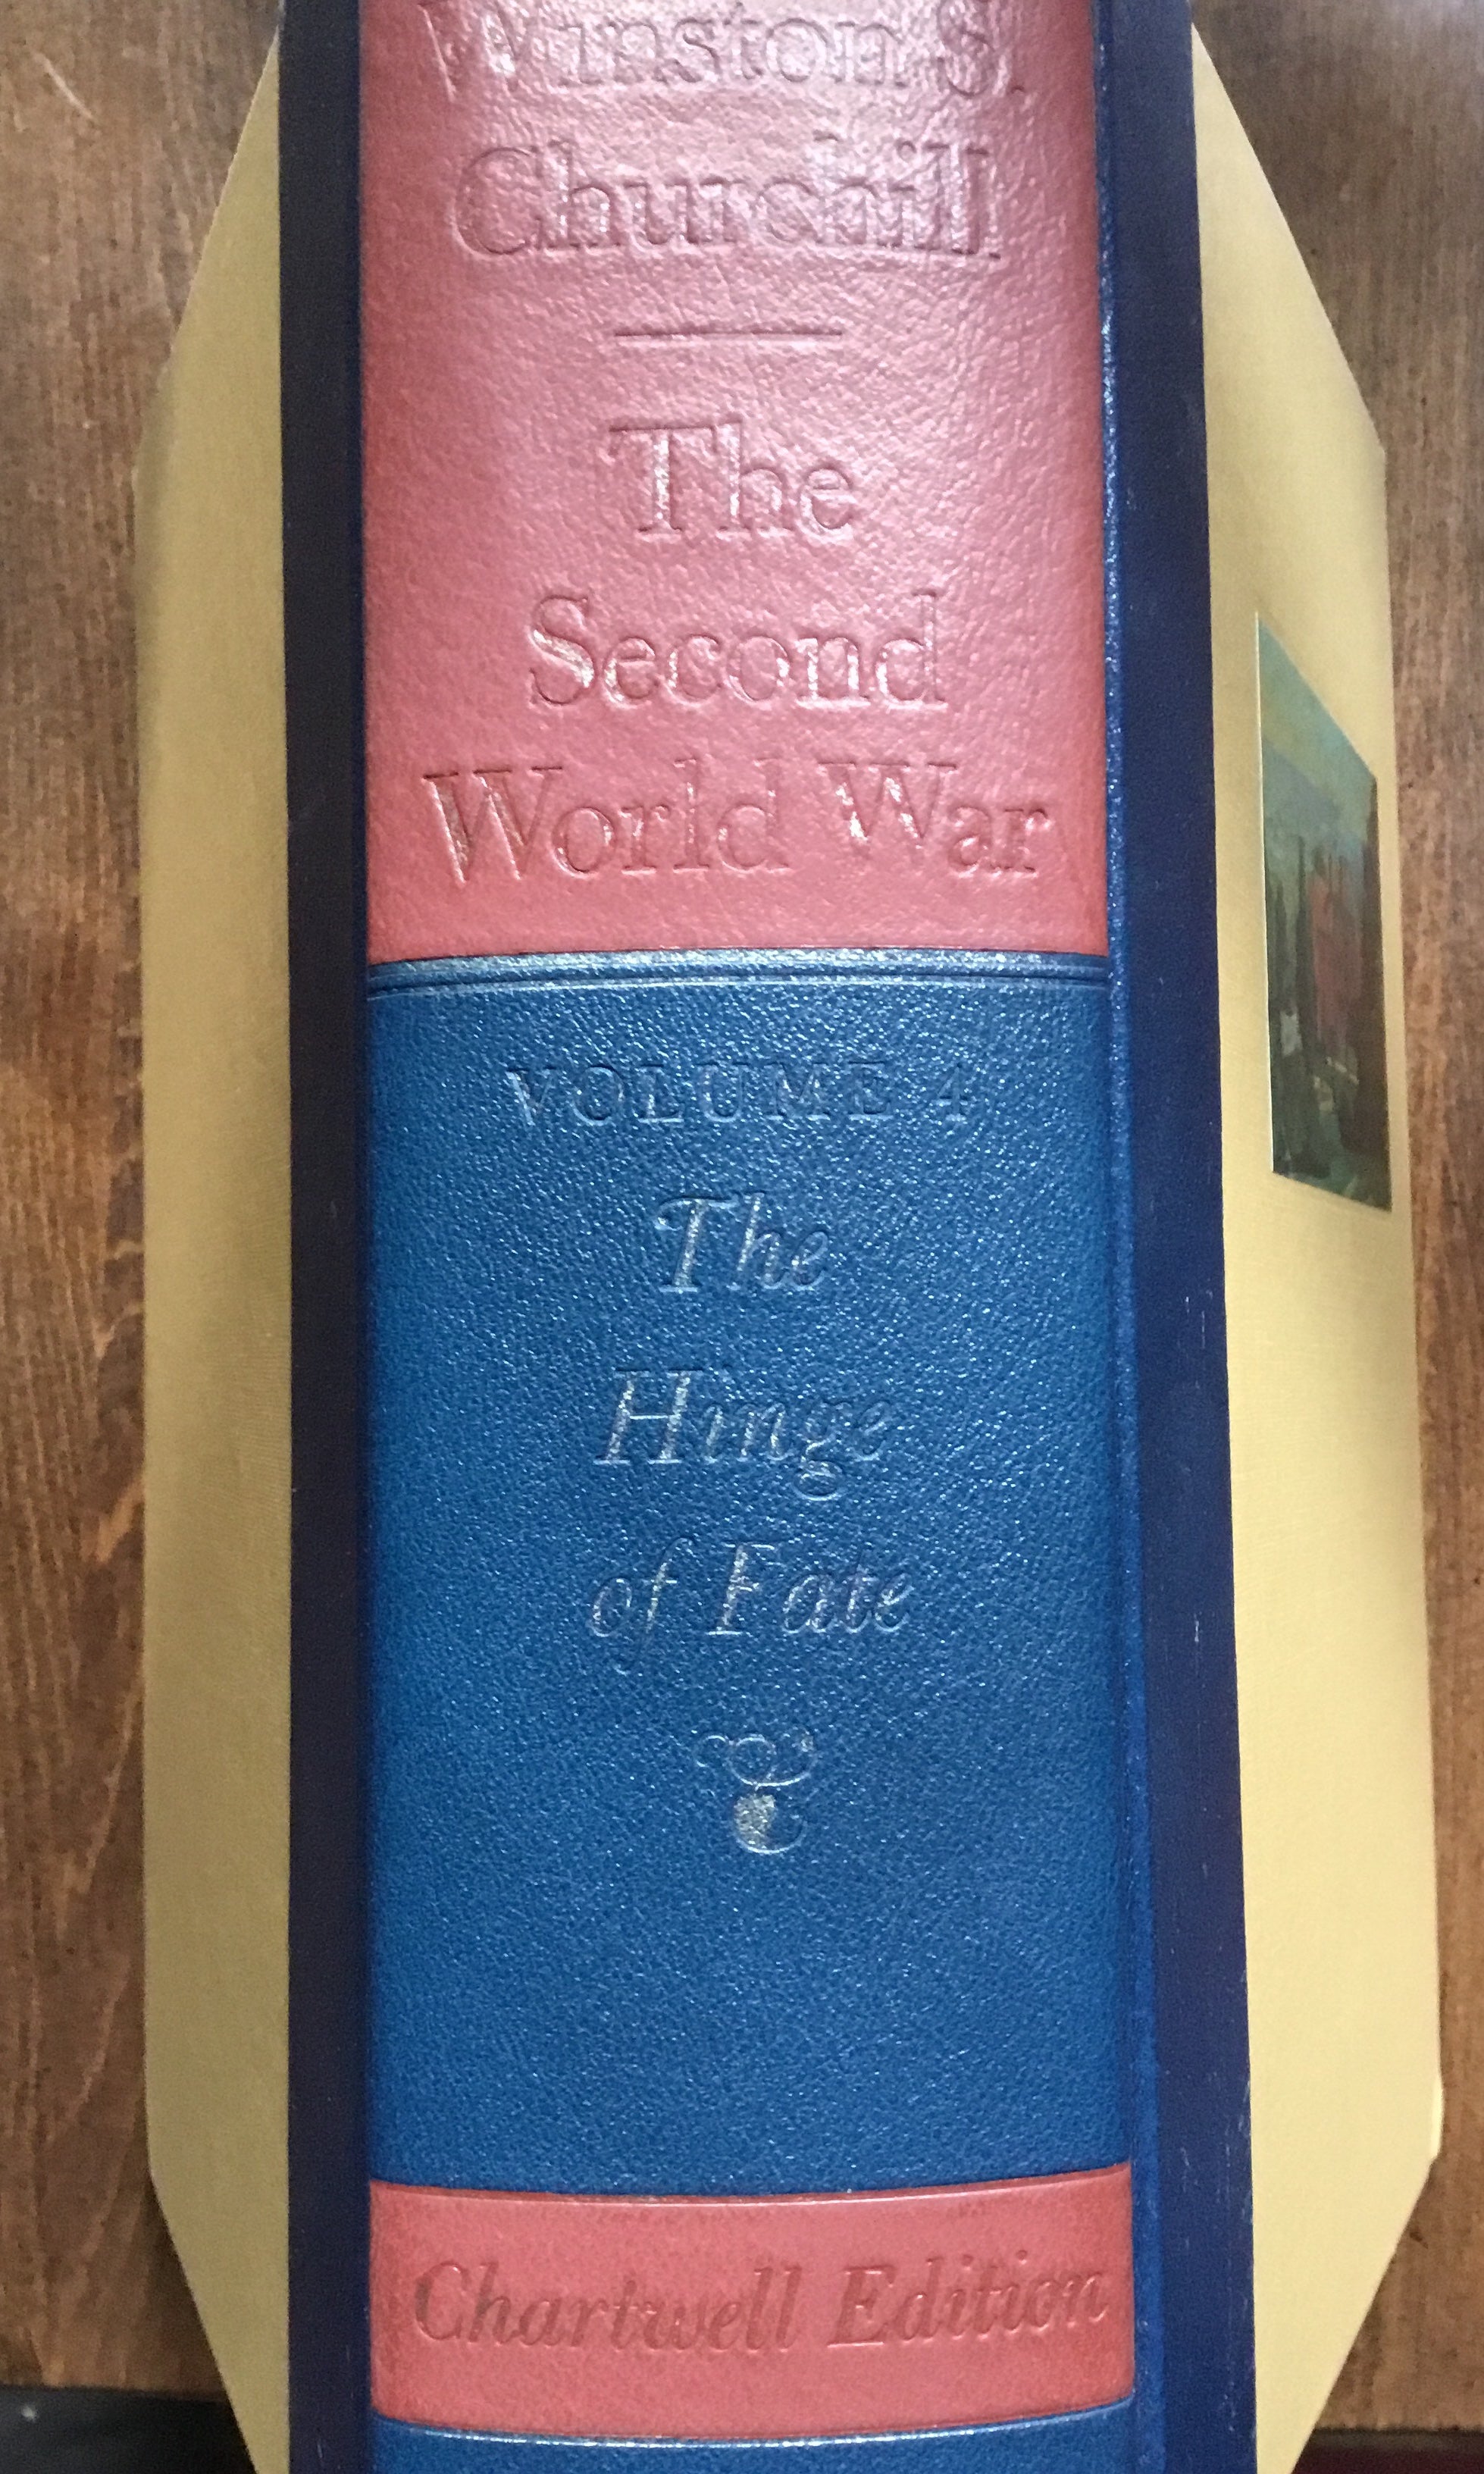 Winston S.
Churchill
The
Second
World War
VOLUME 4
The
Hinge
of Fate
Chartwell Edition